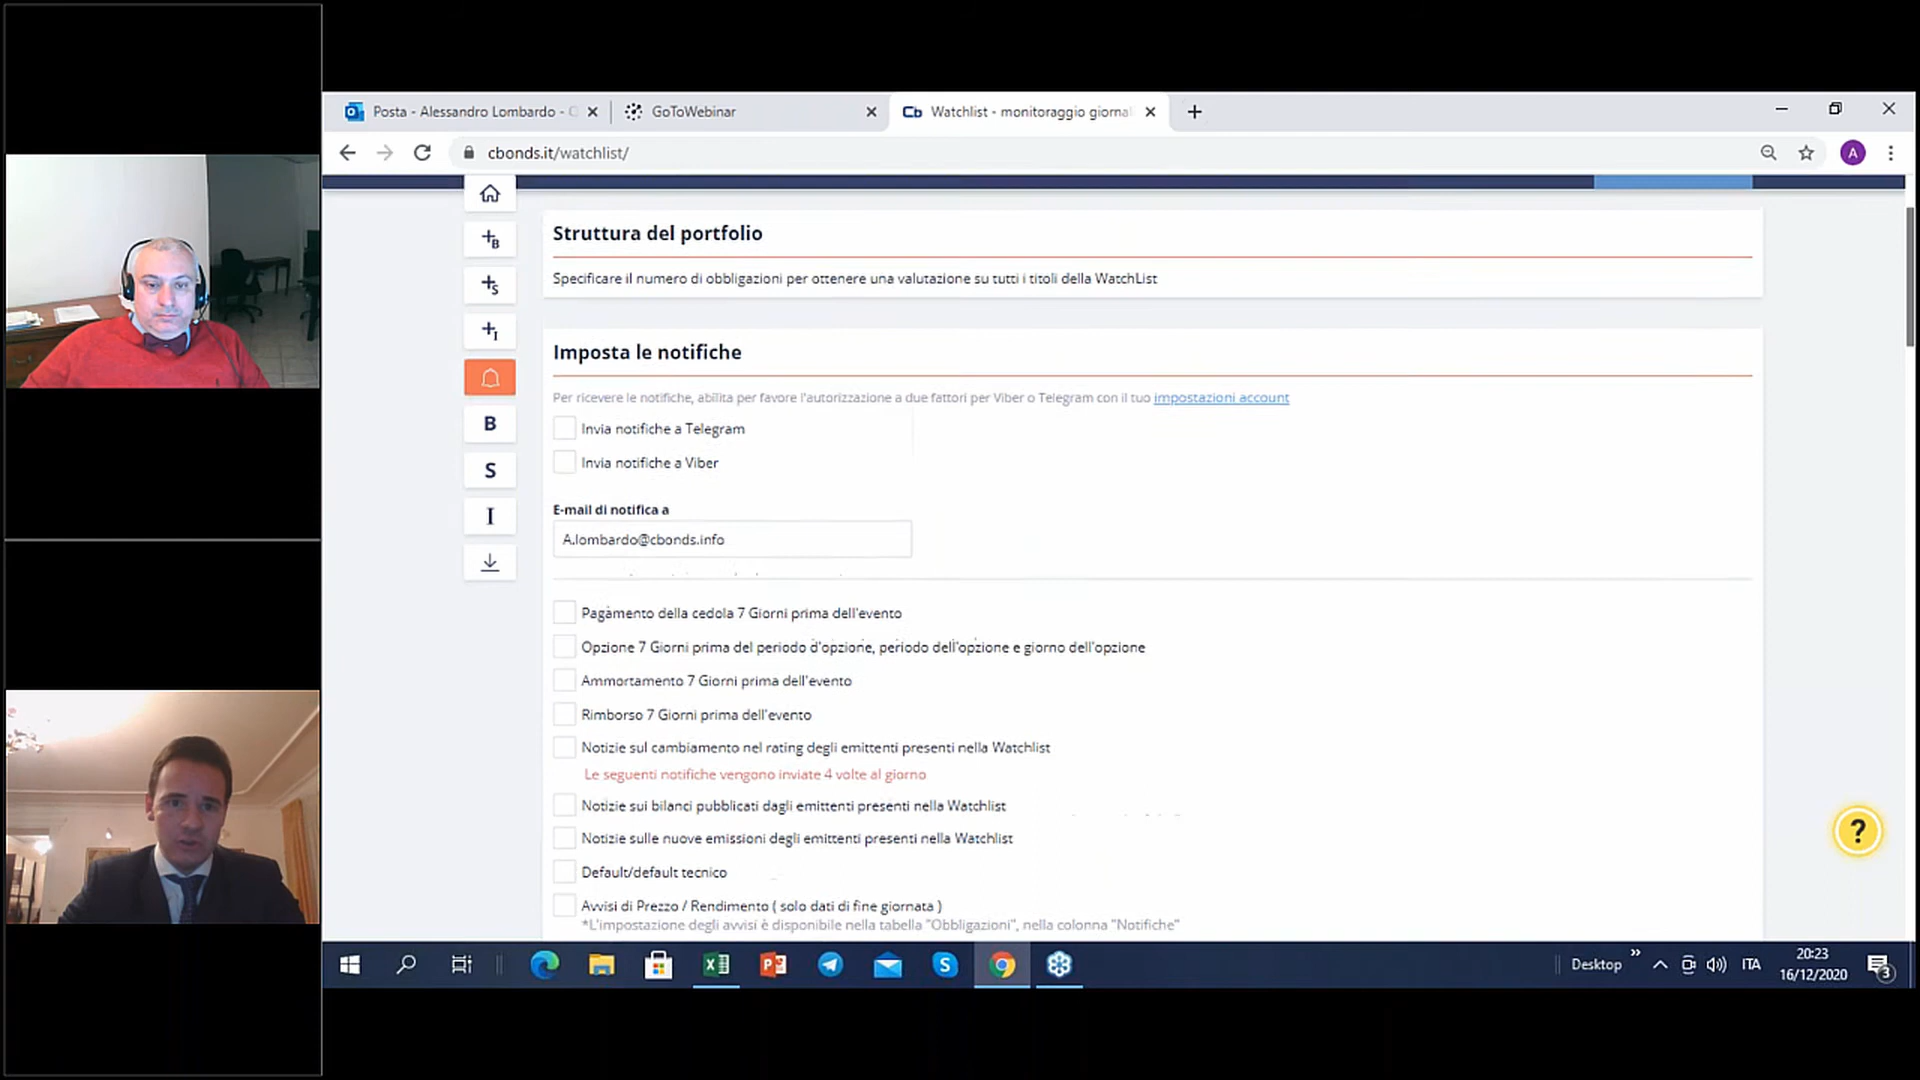 Posta - Alessandro Lombardo -
GoToWebinar
Cb Watchlist - monitoraggio giorna
cbonds.it/watchlist/
A
Struttura del portfolio
Specificare il numero di obbligazioni per ottenere una valutazione su tutti i titoli della WatchList
Imposta le notifiche
Per ricevere le notifiche, abilita per favore l'autorizzazione a due fattori per Viber o Telegram con il tuo impostazioni account
Invia notifiche a Telegram
Invia notifiche a Viber
E-mail di notifica a
A.lombardo@cbonds.info
Pagamento della cedola 7 Giorni prima dell'evento
Opzione 7 Giorni prima del periodo d'opzione, periodo dell'opzione e giorno dell'opzione
Ammortamento 7 Giorni prima dell'evento
Rimborso 7 Giorni prima dell'evento
Notizie sul cambiamento nel rating degli emittenti presenti nella Watchlist
Le seguenti notifiche vengono inviate 4 volte al giorno
Notizie sui bilanci pubblicati dagli emittenti presenti nella Watchlist
Notizie sulle nuove emissioni degli emittenti presenti nella Watchlist
Default/default tecnico
Avvisi di Prezzo / Rendimento ( solo dati di fine giornata )
*L'impostazione degli avvisi è disponibile nella tabella "Obbligazioni", nella colonna "Notifiche"
+B
+S
+I
B
S
I
?
Desktop
ITA
20:23
16/12/2020
3